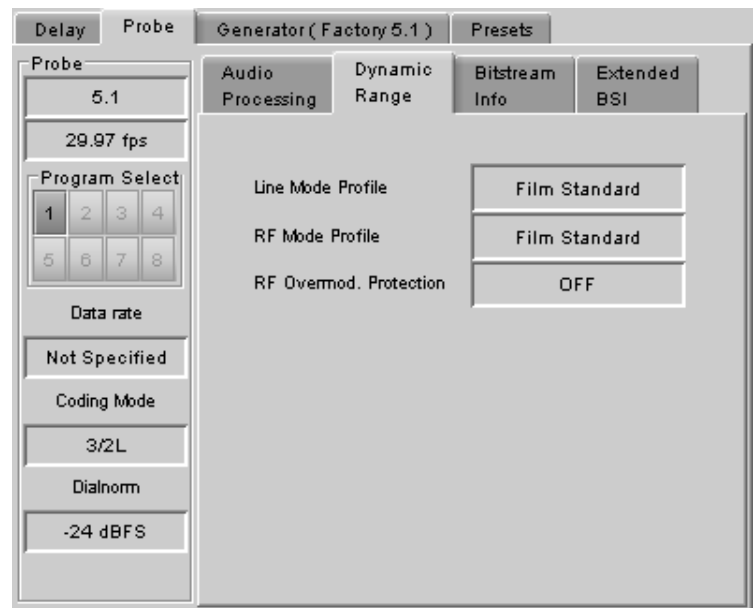 Delay
Probe
Generator ( Factory 5.1 )
Presets
Probe
5.1
29.97 fps
Program Select
1 2 3 4
5 6 7 8
Data rate
Not Specified
Coding Mode
3/2L
Dialnorm
-24 dBFS
Audio
Processing
Dynamic
Range
Bitstream
Info
Extended
BSI
Line Mode Profile
Film Standard
RF Mode Profile
Film Standard
RF Overmod. Protection
OFF